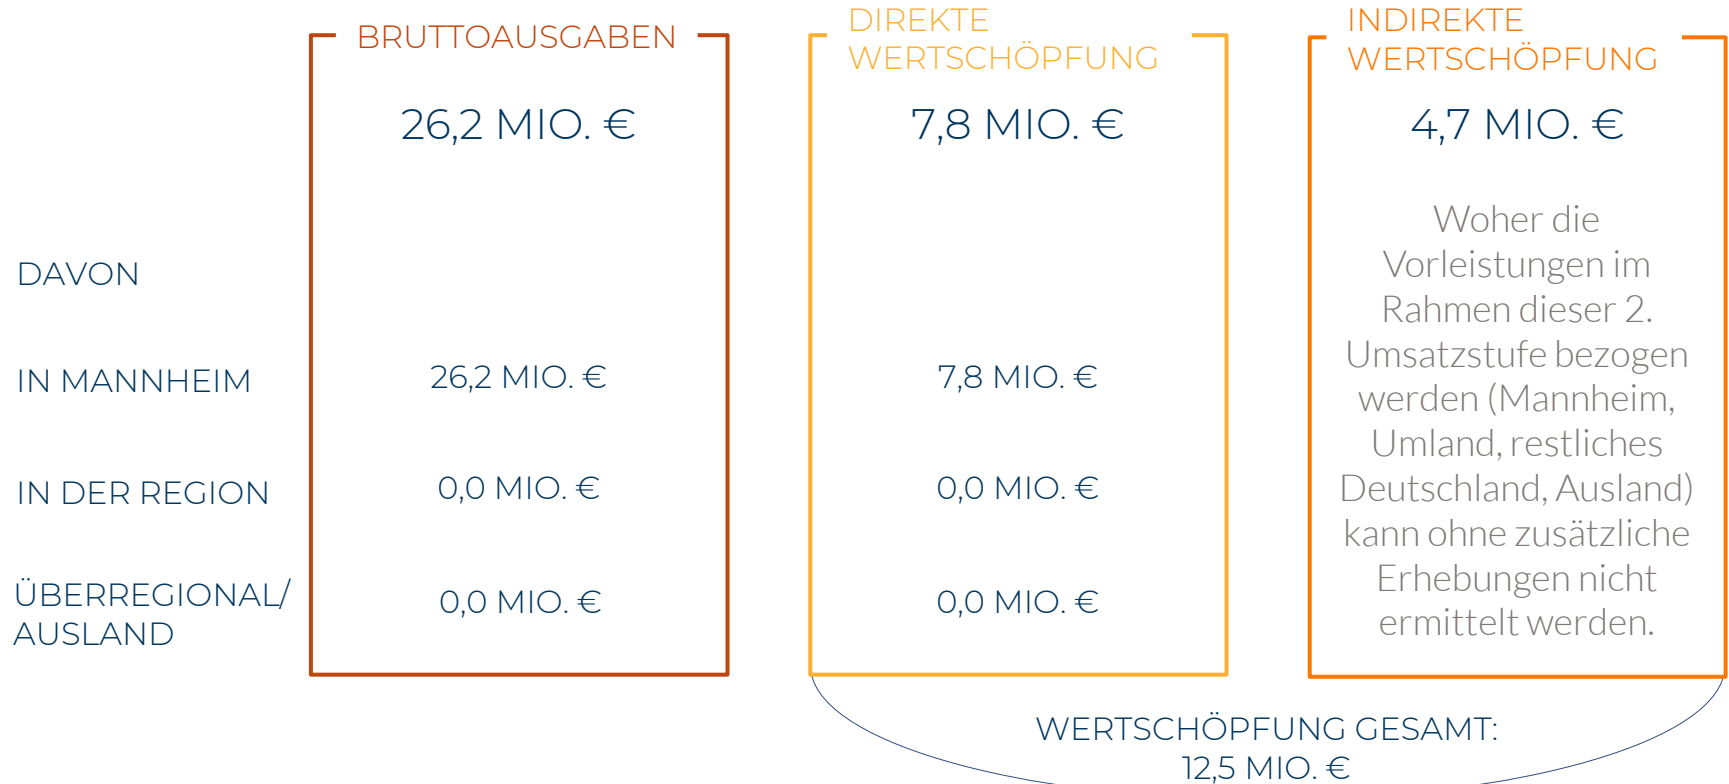 BRUTTOAUSGABEN
26,2 MIO. €
DIREKTE
WERTSCHÖPFUNG
7,8 MIO. €
INDIREKTE
WERTSCHÖPFUNG
4,7 MIO. €
DAVON
IN MANNHEIM
26,2 MIO. €
7,8 MIO. €
IN DER REGION
0,0 MIO. €
0,0 MIO. €
ÜBERREGIONAL/
AUSLAND
0,0 MIO. €
0,0 MIO. €
Woher die
Vorleistungen im
Rahmen dieser 2.
Umsatzstufe bezogen
werden (Mannheim,
Umland, restliches
Deutschland, Ausland)
kann ohne zusätzliche
Erhebungen nicht
ermittelt werden.
WERTSCHÖPFUNG GESAMT:
12,5 MIO. €